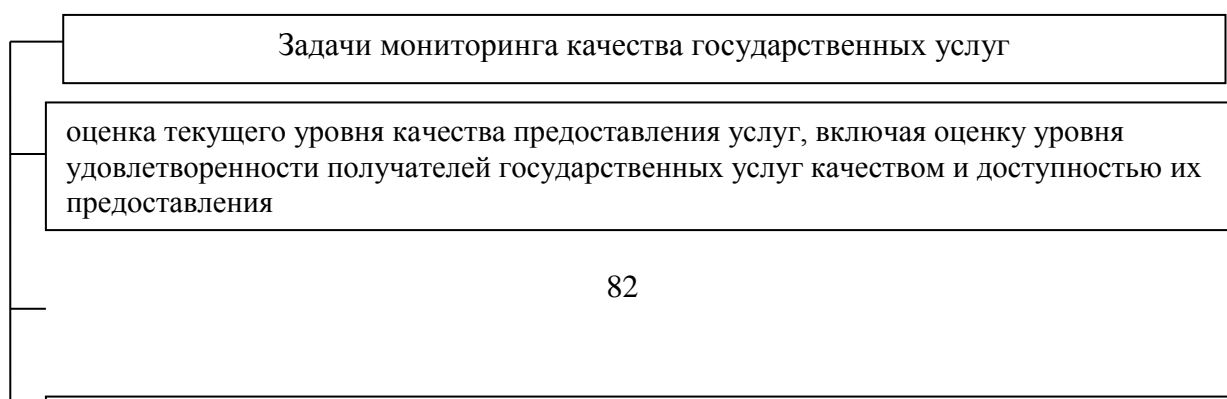 Задачи мониторинга качества государственных услуг
оценка текущего уровня качества предоставления услуг, включая оценку уровня
удовлетворенности получателей государственных услуг качеством и доступностью их
предоставления
82